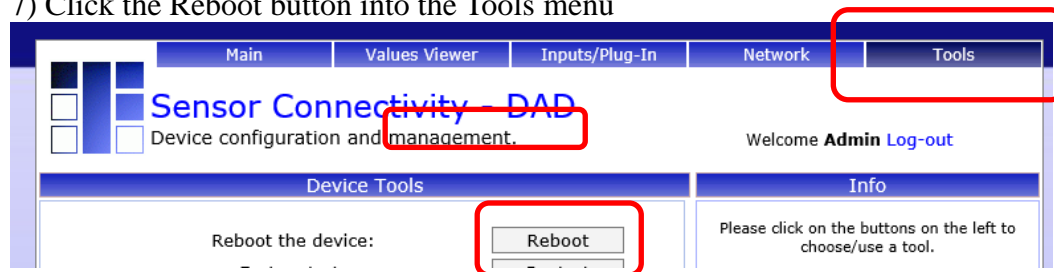 7) Click the Reboot button into the Tools menu
Main Values Viewer Inputs/Plug-In Network Tools
Sensor Connectivity - DAD
Device configuration and management.
Welcome Admin Log-out
Device Tools Info
Please click on the buttons on the left to
choose/use a tool.
Reboot the device: Reboot